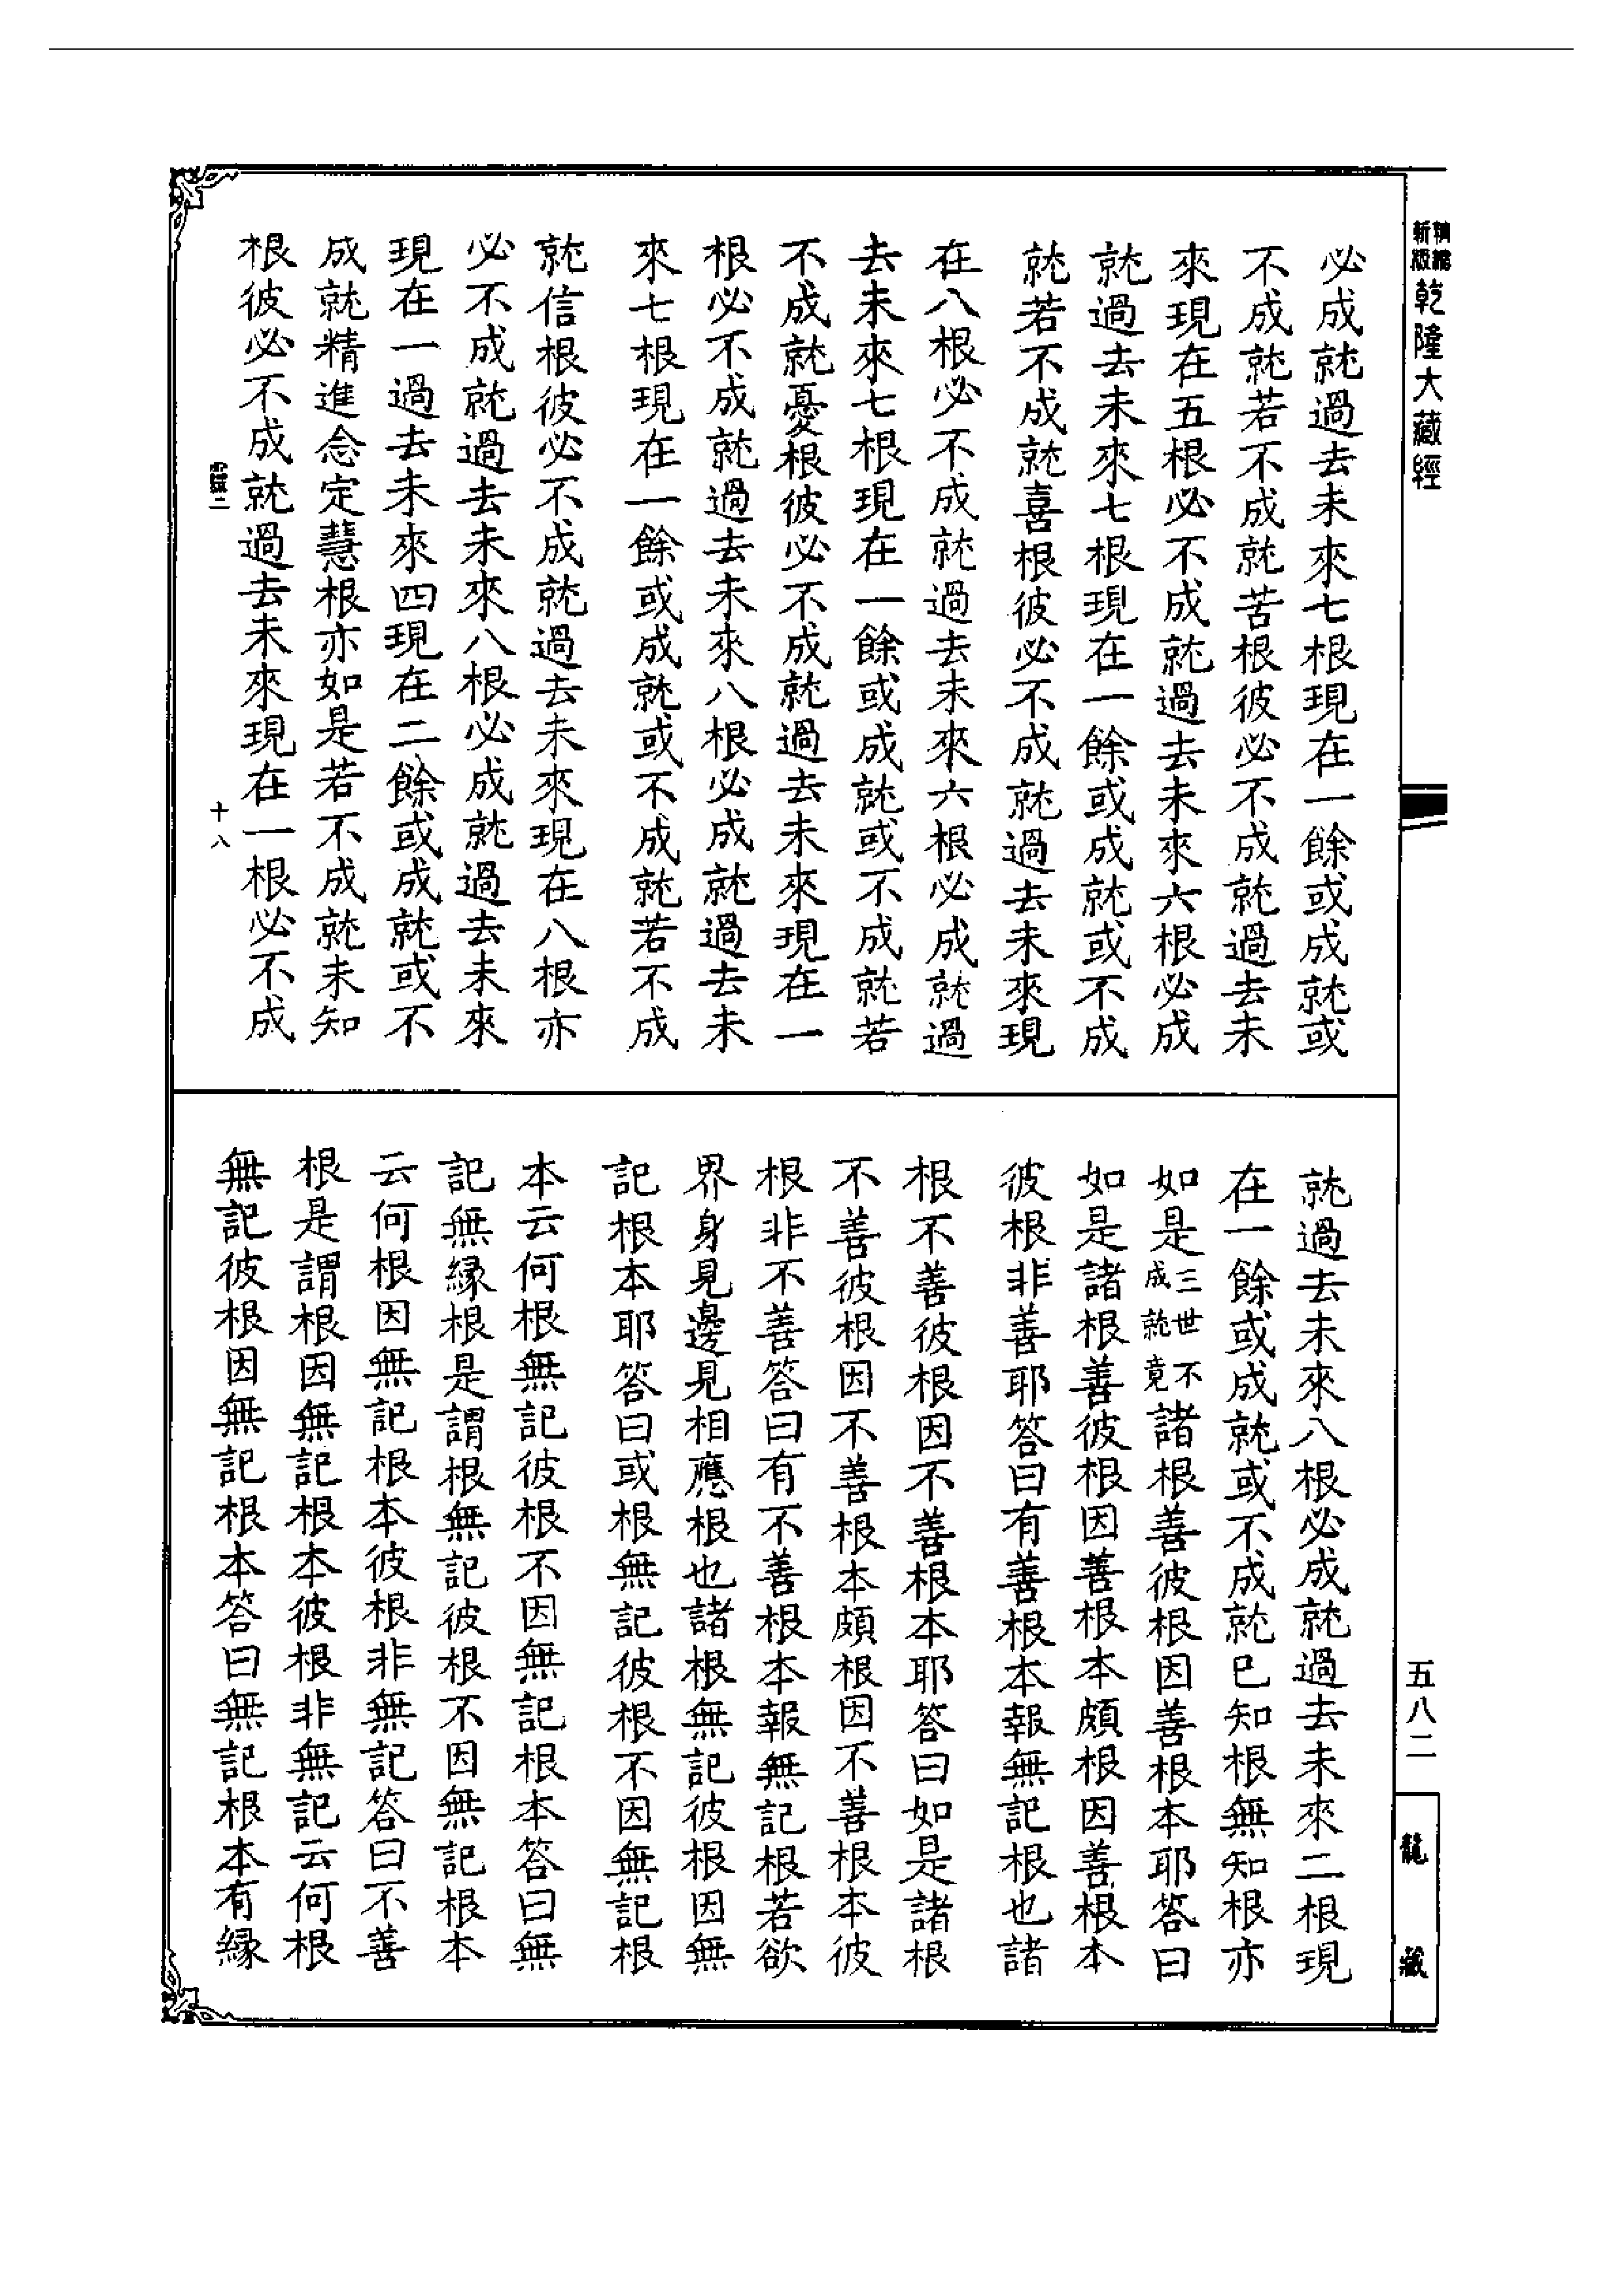 精縮
新版
乾隆大藏經
必成就過去未來七根現在一餘或成就或
不成就若不成就苦根彼必不成就過去未
來現在五根必不成就過去未來六根必成
就過去未來七根現在一餘或成就或不成
就若不成就喜根彼必不成就過去未來現
在八根必不成就過去未來六根必成就過
去未來七根現在一餘或成就或不成就若
不成就憂根彼必不成就過去未來現在一
根必不成就過去未來八根必成就過去未
來七根現在一餘或成就或不成就若不成
就信根彼必不成就過去未來現在八根亦
必不成就過去未來八根必成就過去未來
現在一過去未來四現在二餘或成就或不
成就精進念定慧根亦如是若不成就未知
根彼必不成就過去未來現在一根必不成
十八
就過去未來八根必成就過去未來二根現
在一餘或成就或不成就已知根無知根亦
如是三世不成就竟諸根善彼根因善根本耶答曰
如是諸根善彼根因善根本頗根因善根本
彼根非善耶答曰有善根本報無記根也諸
根不善彼根因不善根本耶答曰如是諸根
不善彼根因不善根本頗根因不善根本彼
根非不善答曰有不善根本報無記根若欲
界身見邊見相應根也諸根無記彼根因無
記根本耶答曰或根無記彼根不因無記根
本云何根無記彼根不因無記根本答曰無
記無緣根是謂根無記彼根不因無記根本
云何根因無記根本彼根非無記答曰不善
根是謂根因無記根本彼根非無記云何根
無記彼根因無記根本答曰無記根本有緣
五八二
龍藏